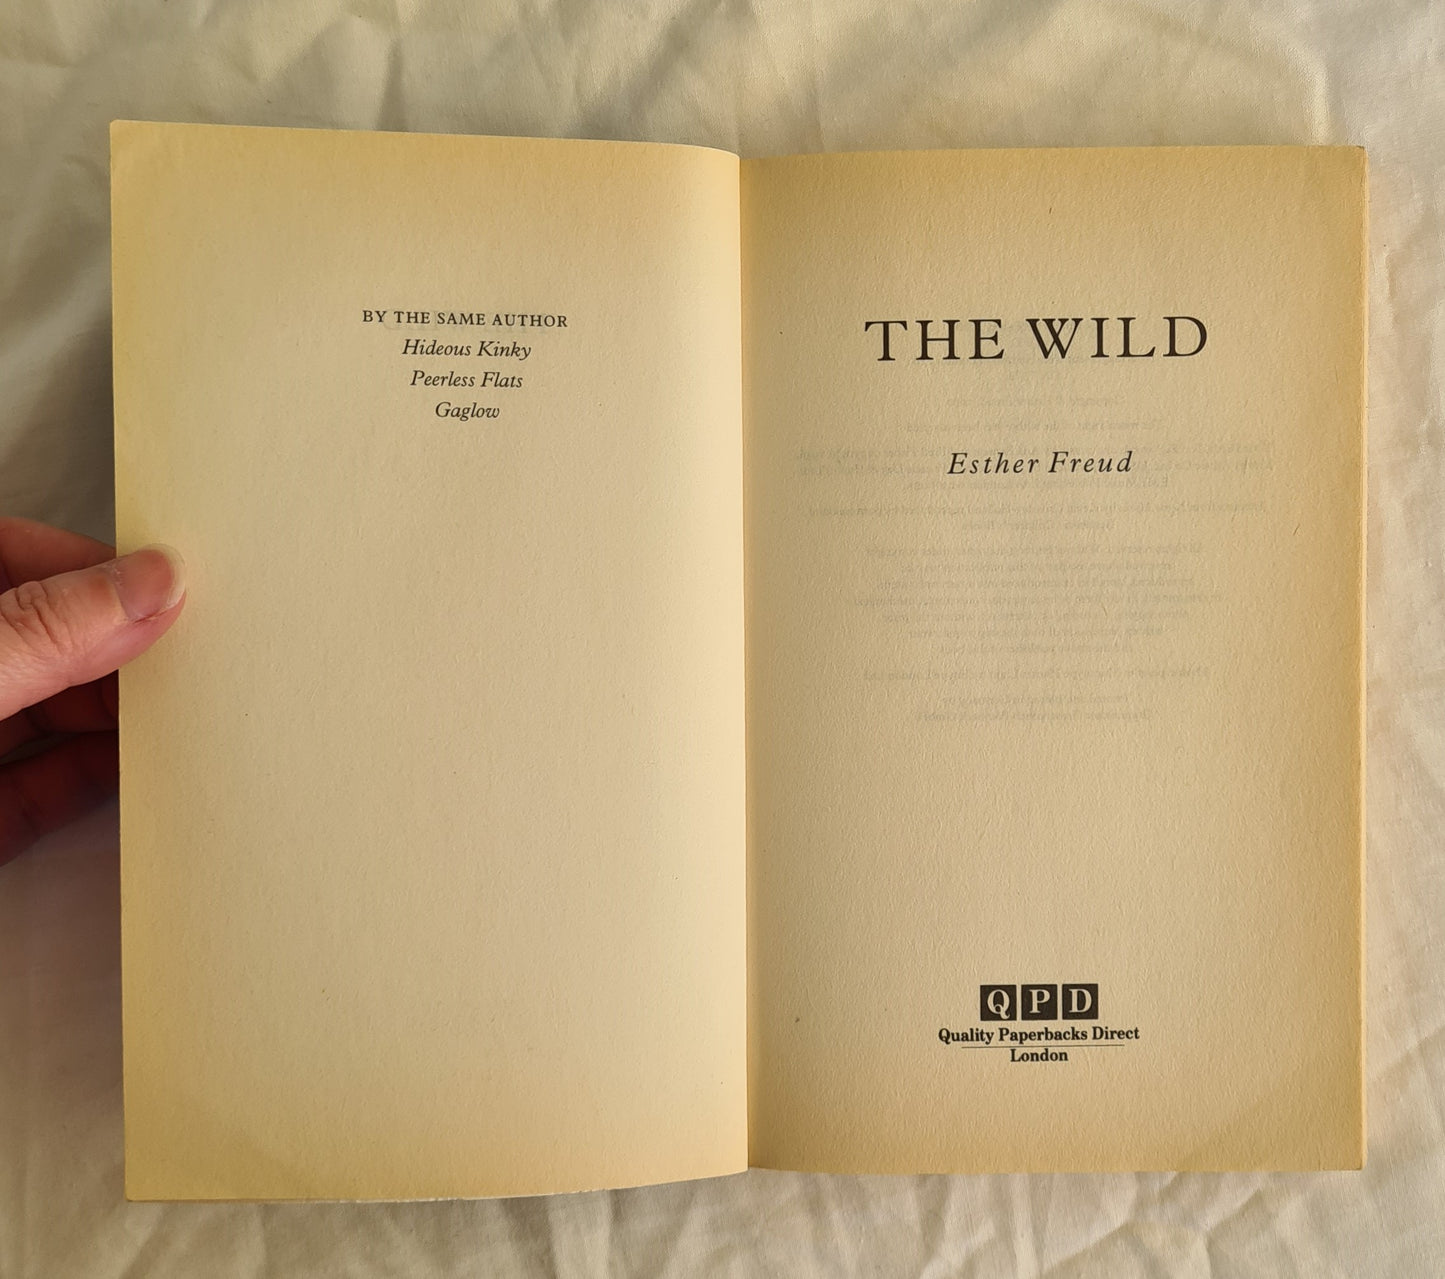 BY THE SAME AUTHOR
Hideous Kinky
Peerless Flats
Gaglow
THE WILD
Esther Freud
QPD
Quality Paperbacks Direct
London